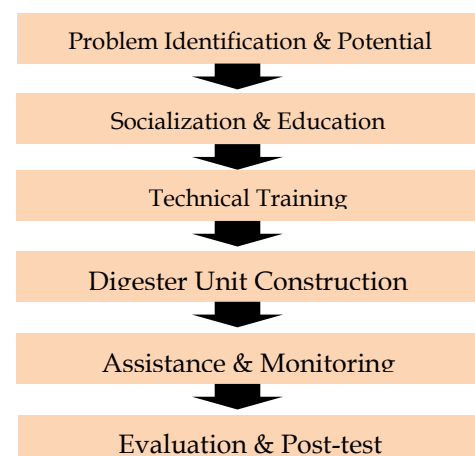 Problem Identification & Potential
Socialization & Education
Technical Training
Digester Unit Construction
Assistance & Monitoring
Evaluation & Post-test